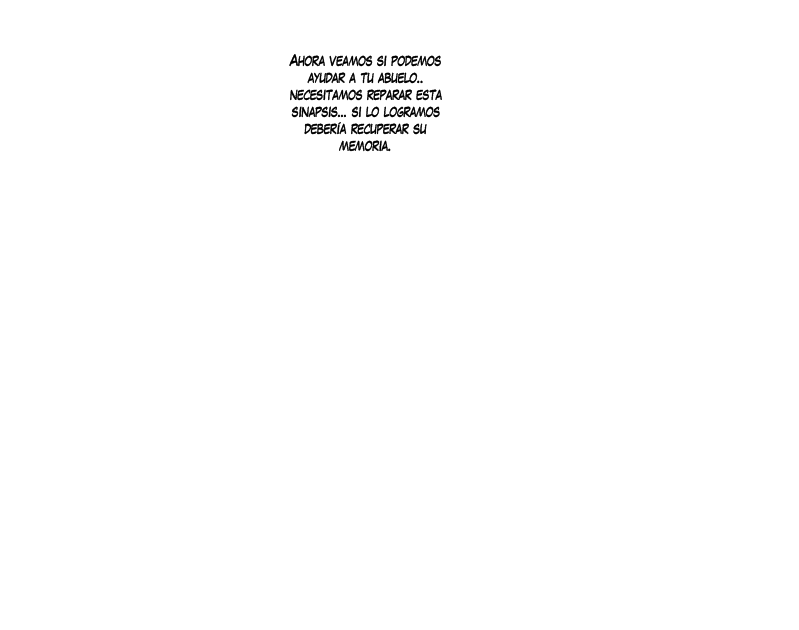 Ahora veamos si podemos
ayudar a tu abuelo..
necesitamos reparar esta
sinapsis... si lo logramos
debería recuperar su
memoria.